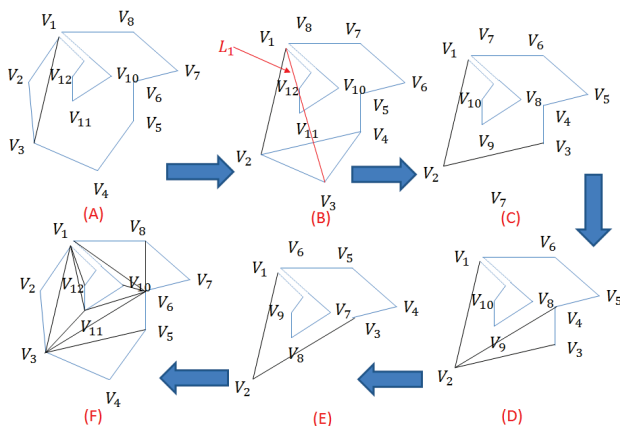 V1 V8
V2 V12 V10 V7
V6
V11 V5
V3
V4
(A)
V8
V1 V7
L1
V12 V10 V6
V5
V11 V4
V2
V3
(B)
V1 V7 V6
V10 V8 V5
V4
V9 V3
V2
V7
(C)
V1 V8
V2 V12 V10 V7
V6
V11 V5
V3
V4
(F)
V6 V5
V1
V9 V7 V4
V3
V8
V2
(E)
V1 V7 V6
V10 V8 V5
V4
V9 V3
V2
(D)